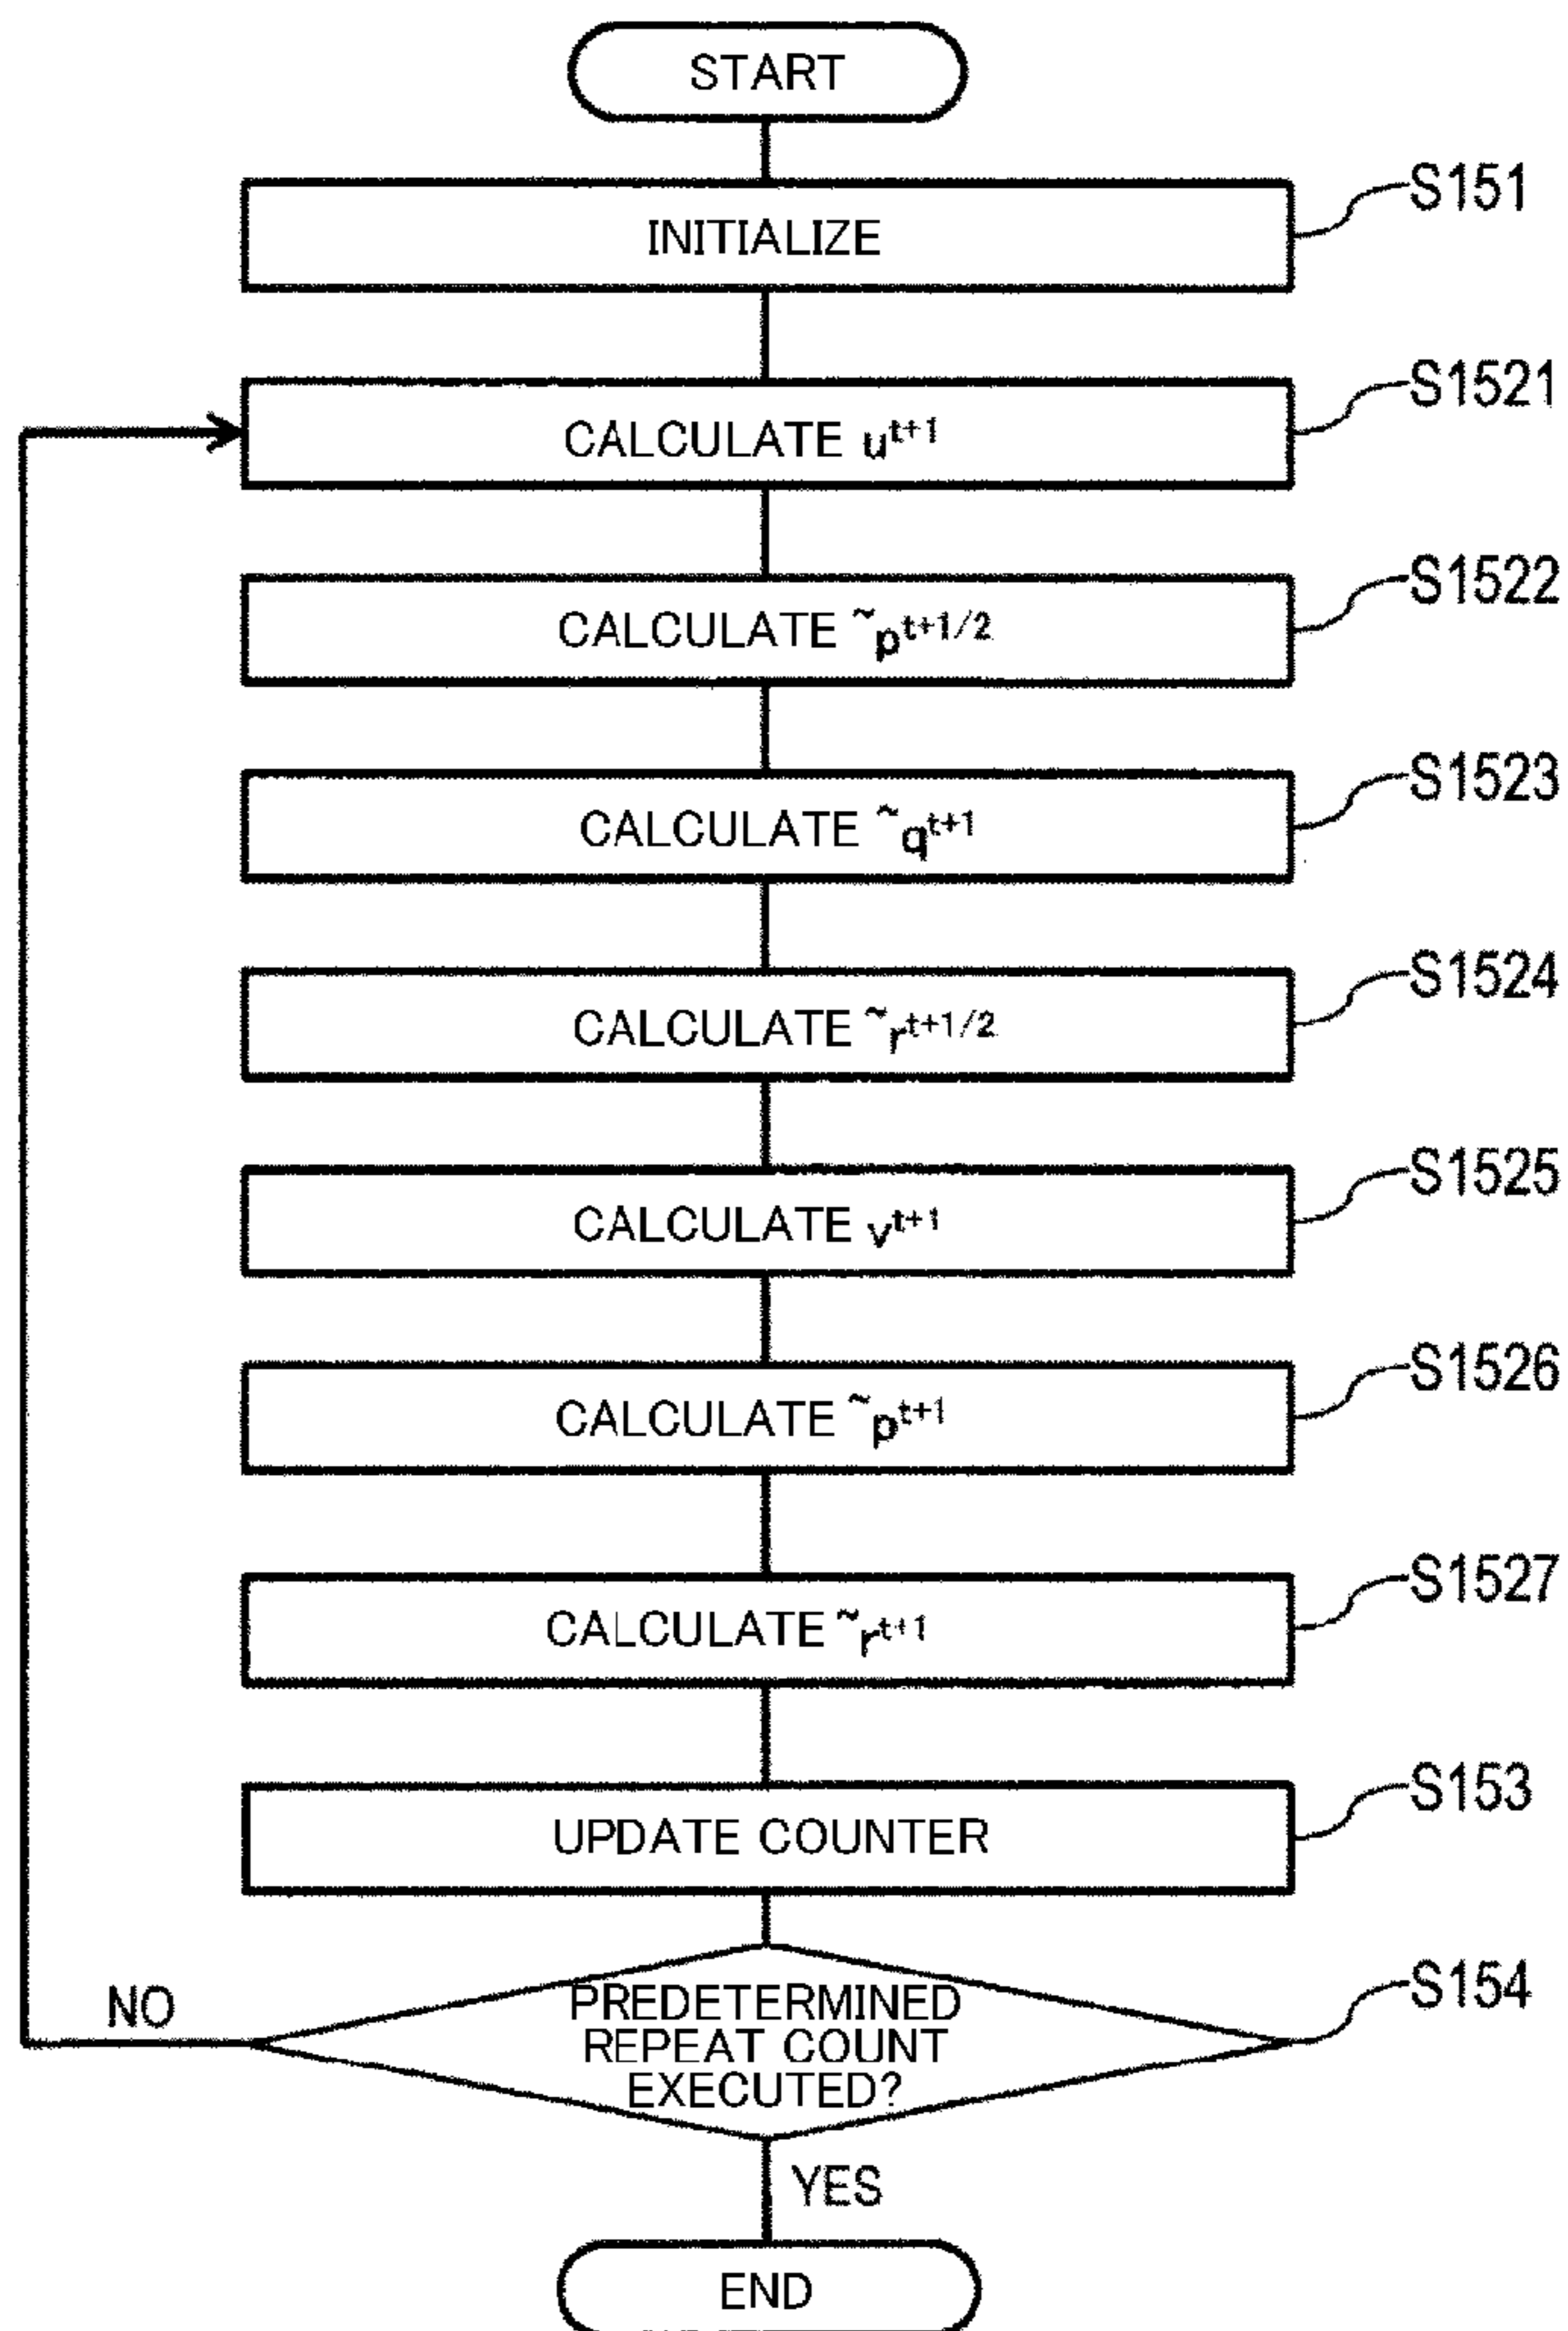 START
INITIALIZE
S151
CALCULATE u^{t+1}
S1521
CALCULATE ~p^{t+1/2}
S1522
CALCULATE ~q^{t+1}
S1523
CALCULATE ~r^{t+1/2}
S1524
CALCULATE v^{t+1}
S1525
CALCULATE ~p^{t+1}
S1526
CALCULATE ~r^{t+1}
S1527
UPDATE COUNTER
S153
PREDETERMINED
REPEAT COUNT
EXECUTED?
S154
NO
YES
END